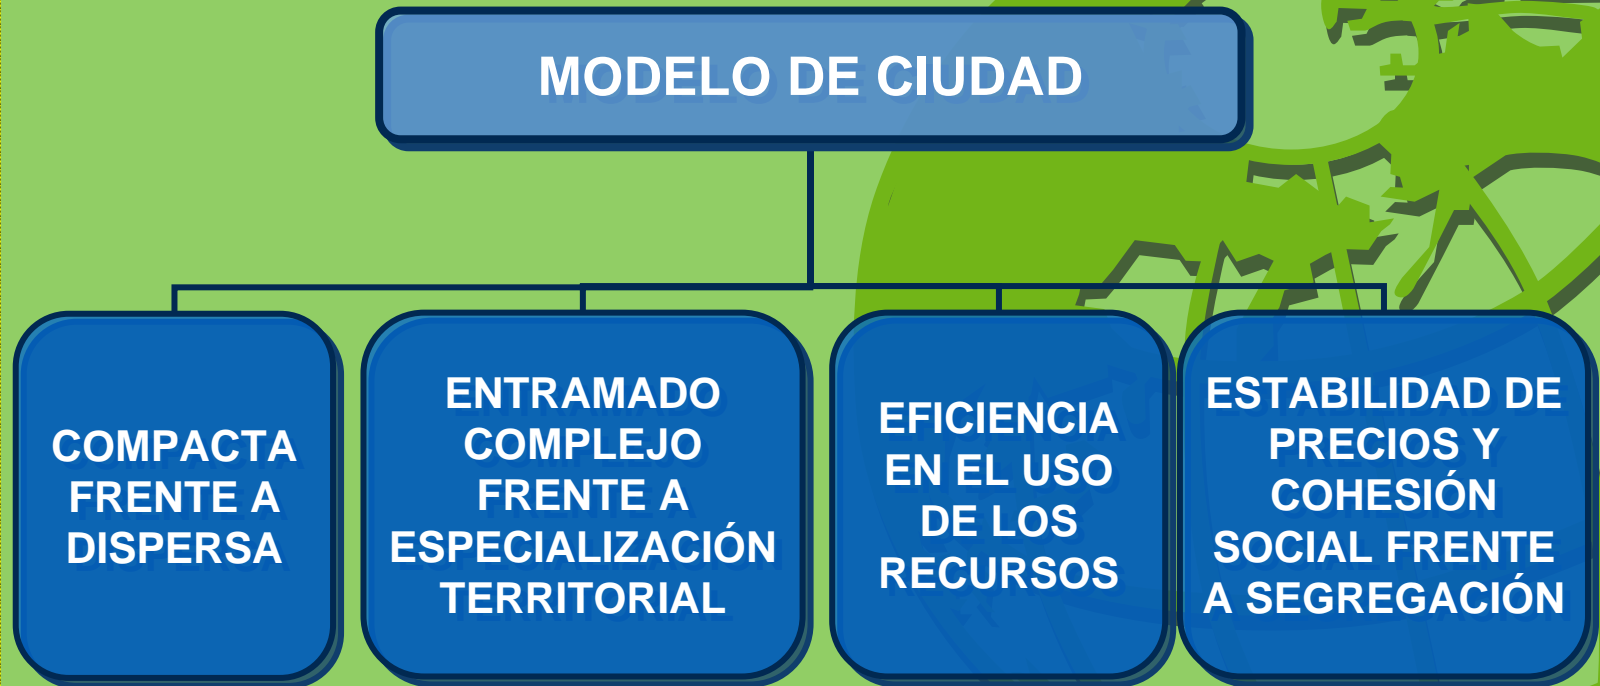 MODELO DE CIUDAD
COMPACTA
FRENTE A
DISPERSA
ENTRAMADO
COMPLEJO
FRENTE A
ESPECIALIZACIÓN
TERRITORIAL
EFICIENCIA
EN EL USO
DE LOS
RECURSOS
ESTABILIDAD DE
PRECIOS Y
COHESIÓN
SOCIAL FRENTE
A SEGREGACIÓN